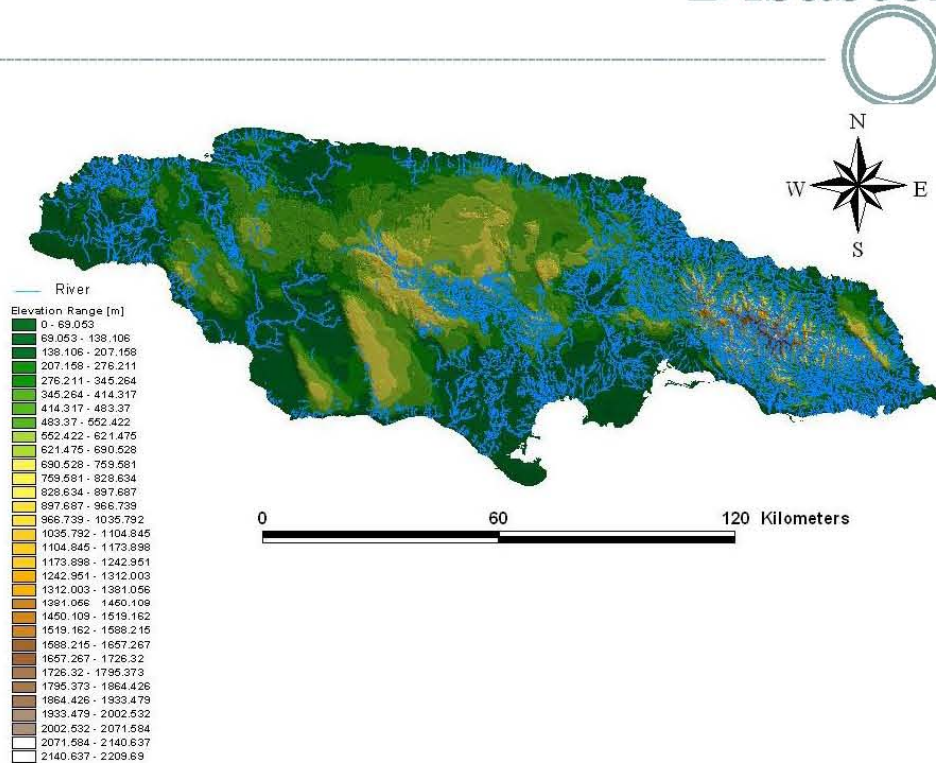 N
W E
S
River
Elevation Range [m]
0 - 69.053
69.053 - 138.106
138.106 - 207.158
207.158 - 276.211
276.211 - 345.264
345.264 - 414.317
414.317 - 483.37
483.37 - 552.422
552.422 - 621.475
621.475 - 690.528
690.528 - 759.581
759.581 - 828.634
828.634 - 897.687
897.687 - 966.739
966.739 - 1035.792
1035.792 - 1104.845
1104.845 - 1173.898
1173.898 - 1242.951
1242.951 - 1312.003
1312.003 - 1381.056
1381.056 - 1450.109
1450.109 - 1519.162
1519.162 - 1588.215
1588.215 - 1657.267
1657.267 - 1726.32
1726.32 - 1795.373
1795.373 - 1864.426
1864.426 - 1933.479
1933.479 - 2002.532
2002.532 - 2071.584
2071.584 - 2140.637
2140.637 - 2209.69
0 60 120 Kilometers